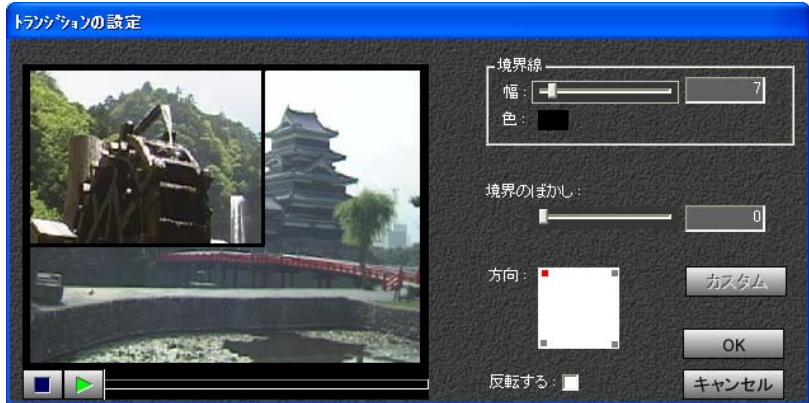 トランジションの設定
境界線
幅： 7
色：
境界のぼかし：
0
方向：
カスタム
OK
反転する：
キャンセル